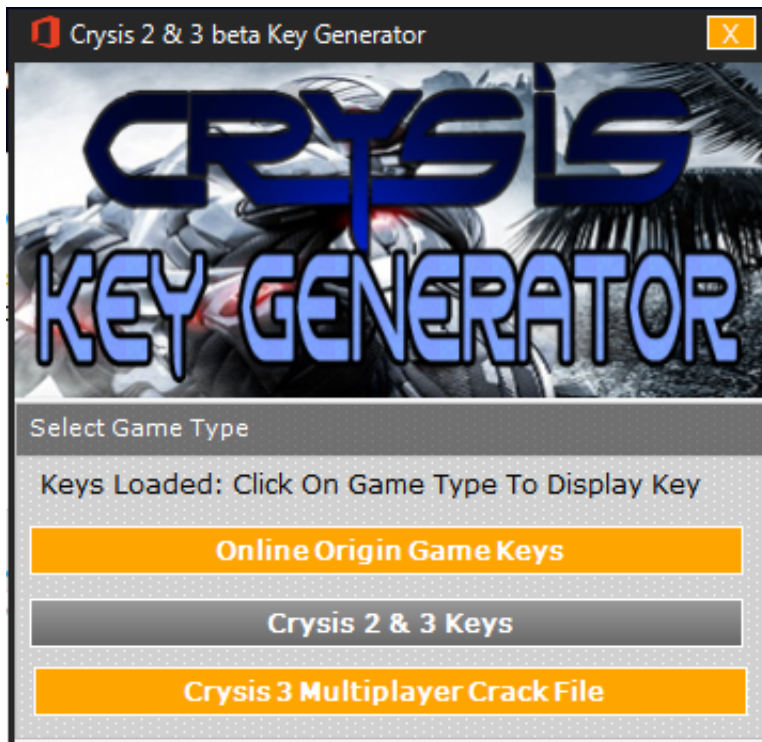 Crysis 2 & 3 beta Key Generator
X
CRYSIS
KEY GENERATOR
Select Game Type
Keys Loaded: Click On Game Type To Display Key
Online Origin Game Keys
Crysis 2 & 3 Keys
Crysis 3 Multiplayer Crack File